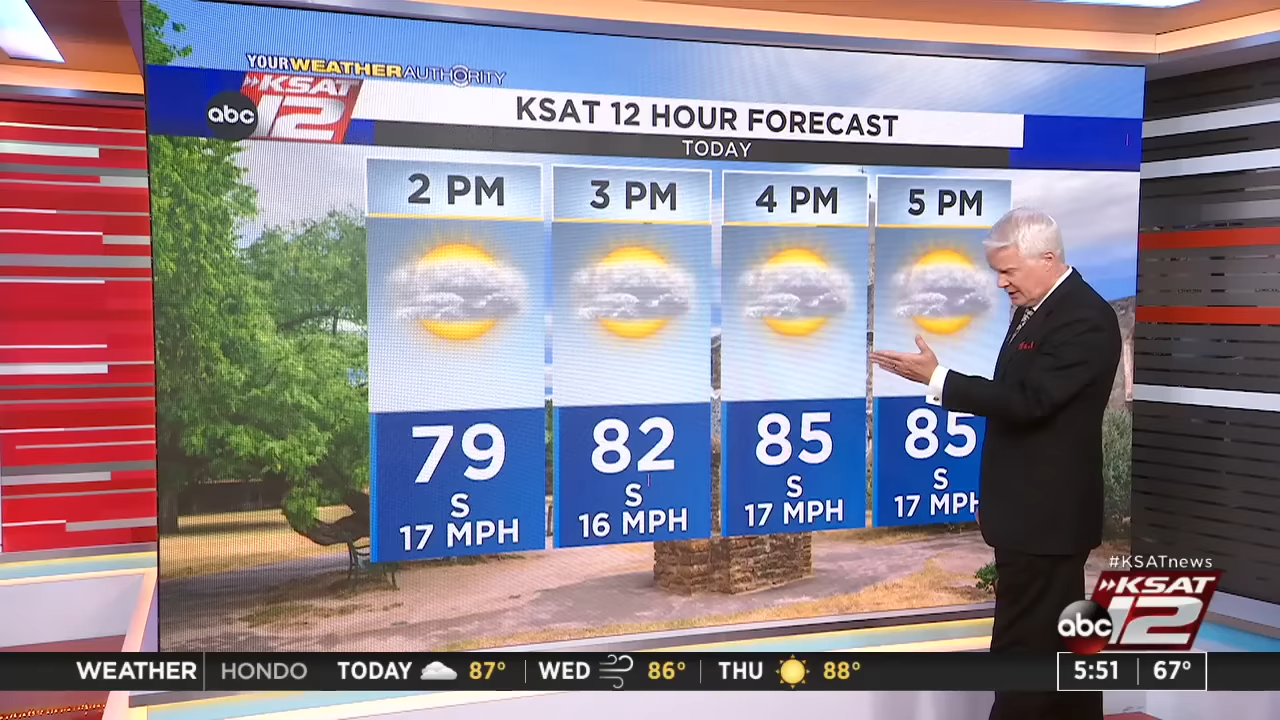 YOUR WEATHER AUTHORITY
abc KSAT 12
KSAT 12 HOUR FORECAST
TODAY
2 PM
79
S
17 MPH
3 PM
82
S
16 MPH
4 PM
85
S
17 MPH
5 PM
85
S
17 MPH
#KSATnews
abc KSAT 12
WEATHER HONDO TODAY 87° WED 86° THU 88°
5:51 67°